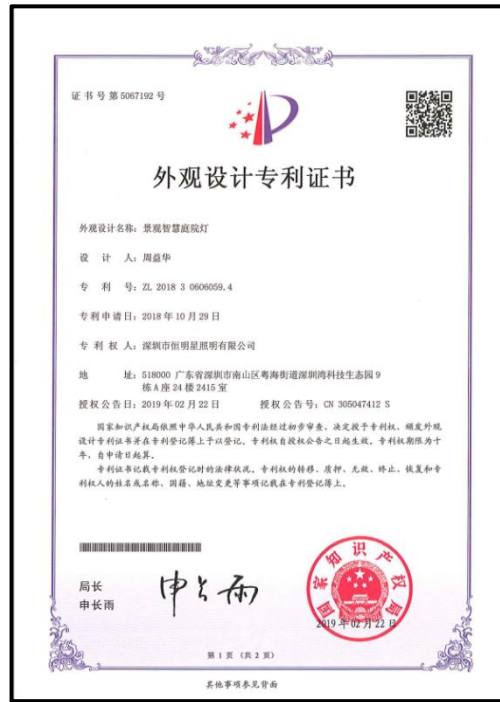 证书号第5067192号
外观设计专利证书
外观设计名称：景观智慧庭院灯
设 计 人：周益华
专 利 号：ZL 2018 3 0606059.4
专利申请日：2018年10月29日
专 利 权 人：深圳市恒明星照明有限公司
地 址：518000 广东省深圳市南山区粤海街道深圳湾科技生态园9
栋A座24楼2415室
授权公告日：2019年02月22日 授权公告号：CN 305047412 S
国家知识产权局依照中华人民共和国专利法经过初步审查，决定授予专利权，颁发外观
设计专利证书并在专利登记簿上予以登记。专利权自授权公告之日起生效。专利权期限为十
年，自申请日起算。
专利证书记载专利权登记时的法律状况。专利权的转移、质押、无效、终止、恢复和专
利权人的姓名或名称、国籍、地址变更等事项记载在专利登记簿上。
局长
申长雨
申长雨
国家知识产权局
2019年02月22日
第 1 页 （共 2 页）
其他事项参见背面